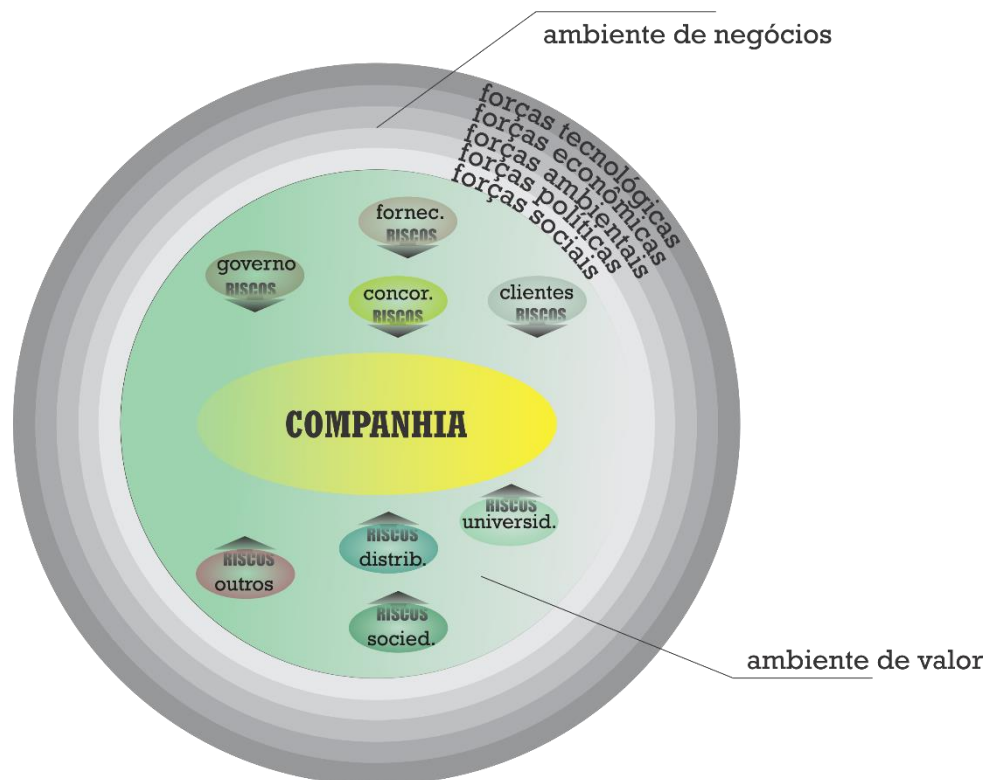 ambiente de negócios
forças tecnológicas
forças econômicas
forças ambientais
forças políticas
forças sociais
fornec.
RISCOS
governo
RISCOS
concor.
RISCOS
clientes
RISCOS
COMPANHIA
RISCOS
universid.
RISCOS
distrib.
RISCOS
outros
RISCOS
socied.
ambiente de valor